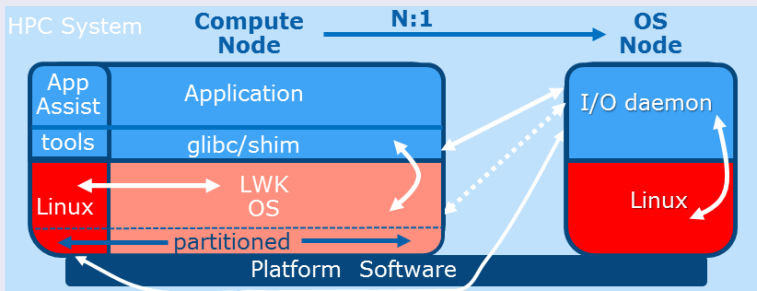 HPC System
Compute
Node
N:1
OS
Node
App
Assist
Application
I/O daemon
tools
glibc/shim
Linux
LWK
OS
Linux
partitioned
Platform Software